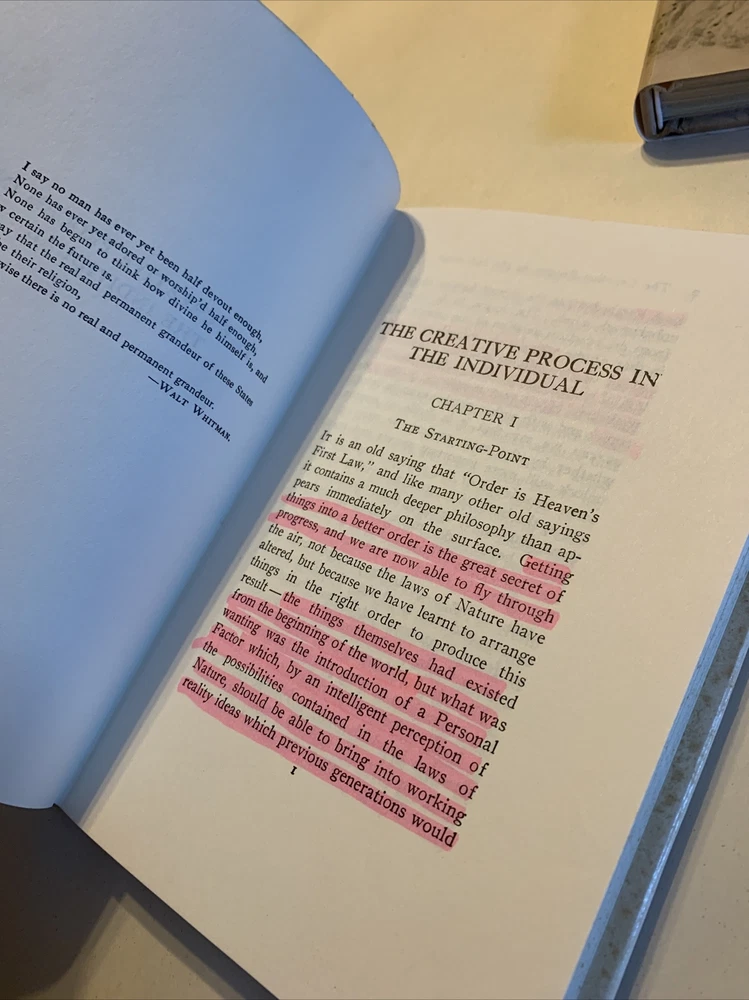 I say no man has ever yet been half devout enough,
None has ever yet adored or worship'd half enough,
None has begun to think how divine he himself is, and
certain the future is.
that the real and permanent grandeur of these States
their religion,
there is no real and permanent grandeur.
—WALT WHITMAN.
THE CREATIVE PROCESS IN
THE INDIVIDUAL
CHAPTER I
THE STARTING-POINT
IT is an old saying that “Order is Heaven's
First Law,” and like many other old sayings
it contains a much deeper philosophy than ap-
pears immediately on the surface. Getting
things into a better order is the great secret of
progress, and we are now able to fly through
the air, not because the laws of Nature have
altered, but because we have learnt to arrange
things in the right order to produce this
result—the things themselves had existed
from the beginning of the world, but what was
wanting was the introduction of a Personal
Factor which, by an intelligent perception of
the possibilities contained in the laws of
Nature, should be able to bring into working
reality ideas which previous generations would
I